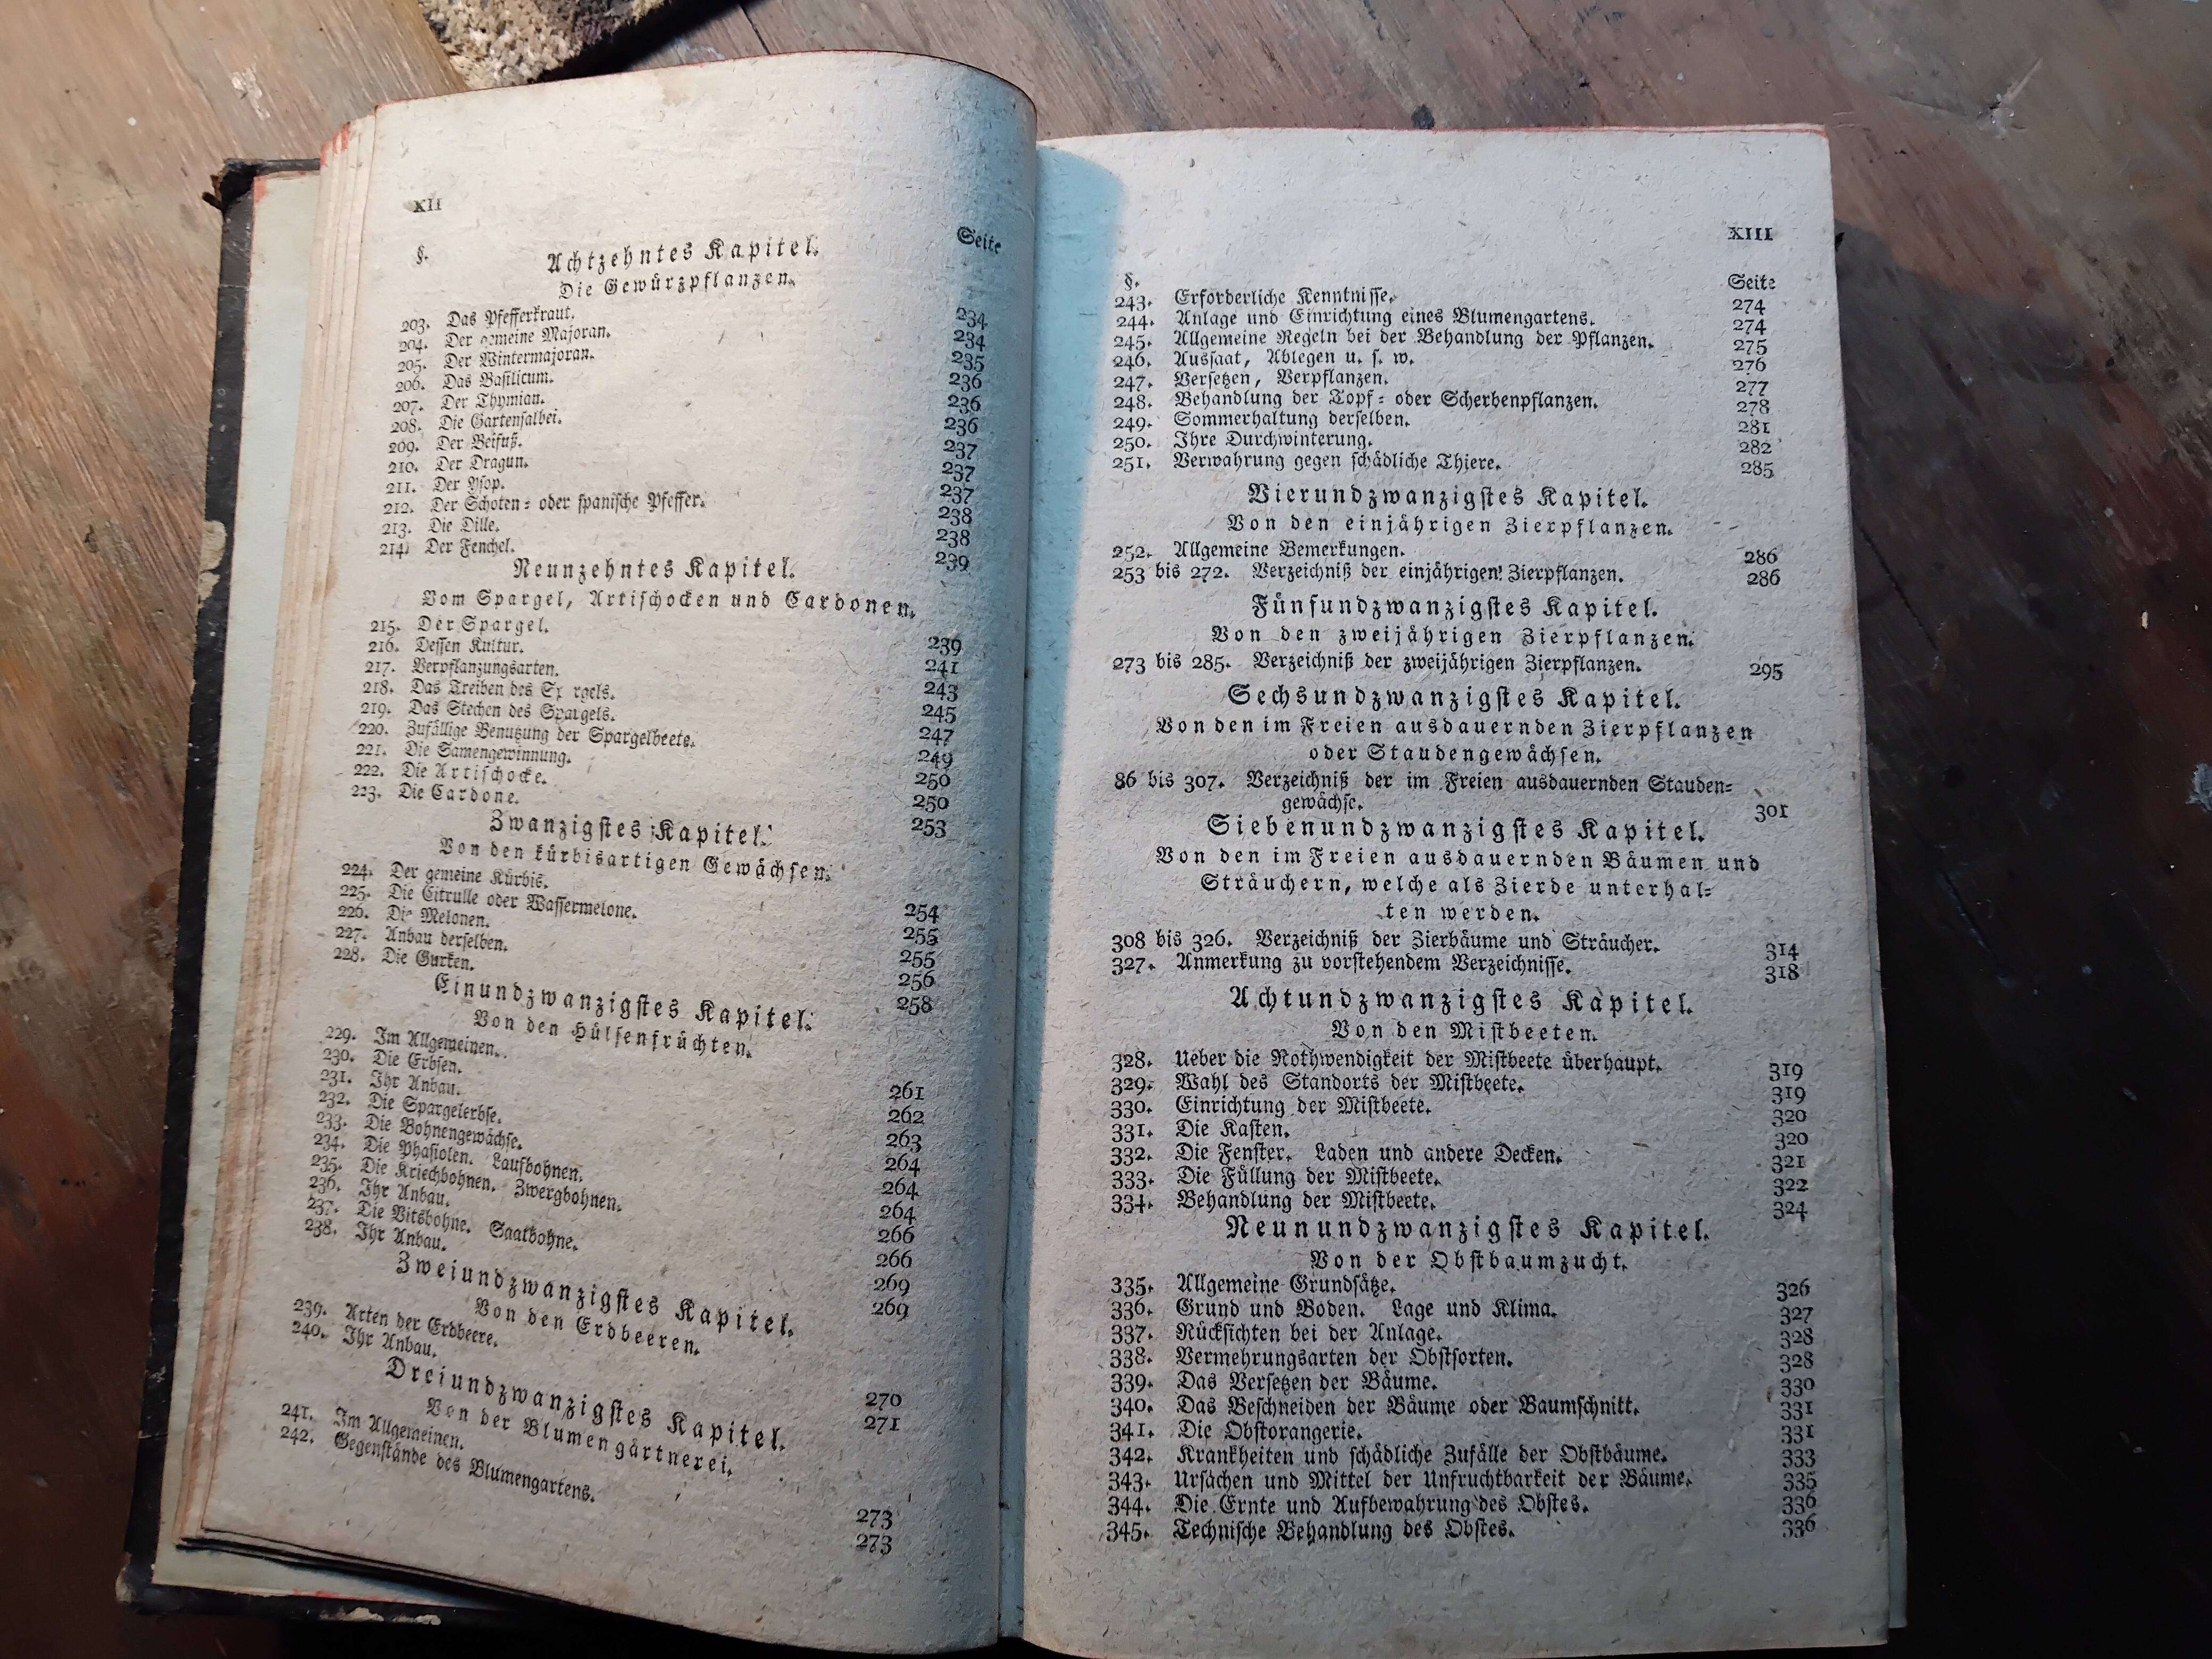 XII
§. Achtzehntes Kapitel. Seite
Die Gewürzpflanzen.
203. Das Pfefferkraut. 234
204. Der gemeine Majoran. 234
205. Der Wintermajoran. 235
206. Das Baſilicum. 236
207. Der Thymian. 236
208. Die Gartenſalbei. 236
209. Der Beifuß. 237
210. Der Dragun. 237
211. Der Yſop. 237
212. Der Schoten- oder ſpaniſche Pfeffer. 238
213. Die Dille. 238
214. Der Fenchel. 239
Neunzehntes Kapitel.
Vom Spargel, Artiſchocken und Cardonen.
215. Der Spargel. 239
216. Deſſen Kultur. 241
217. Verpflanzungsarten. 243
218. Das Treiben des Sp rgels. 245
219. Das Stechen des Spargels. 247
220. Zufällige Benutzung der Spargelbeete. 249
221. Die Samengewinnung. 250
222. Die Artiſchocke. 250
223. Die Cardone. 253
Zwanzigſtes Kapitel.
Von den kürbisartigen Gewächſen.
224. Der gemeine Kürbis. 254
225. Die Citrulle oder Waſſermelone. 255
226. Die Melonen. 255
227. Anbau derſelben. 256
228. Die Gurken. 258
Einundzwanzigſtes Kapitel.
Von den Hülſenfrüchten.
229. Im Allgemeinen. 261
230. Die Erbſen. 262
231. Ihr Anbau. 263
232. Die Spargelerbſe. 264
233. Die Bohnengewächſe. 264
234. Die Phaſiolen. Laufbohnen. 264
235. Die Kriechbohnen. Zwergbohnen. 266
236. Ihr Anbau. 266
237. Die Vitsbohne. Saatbohne. 269
238. Ihr Anbau. 269
Zweiundzwanzigſtes Kapitel.
Von den Erdbeeren.
239. Arten der Erdbeere. 270
240. Ihr Anbau. 271
Dreiundzwanzigſtes Kapitel.
Von der Blumengärtnerei.
241. Im Allgemeinen. 273
242. Gegenſtände des Blumengartens. 273
XIII
§. Seite
243. Erforderliche Kenntniſſe. 274
244. Anlage und Einrichtung eines Blumengartens. 274
245. Allgemeine Regeln bei der Behandlung der Pflanzen. 275
246. Ausſaat, Ablegen u. ſ. w. 276
247. Verſetzen, Verpflanzen. 277
248. Behandlung der Topf- oder Scherbenpflanzen. 278
249. Sommerhaltung derſelben. 281
250. Ihre Durchwinterung. 282
251. Verwahrung gegen ſchädliche Thiere. 285
Vierundzwanzigſtes Kapitel.
Von den einjährigen Zierpflanzen.
252. Allgemeine Bemerkungen. 286
253 bis 272. Verzeichniß der einjährigen Zierpflanzen. 286
Fünfundzwanzigſtes Kapitel.
Von den zweijährigen Zierpflanzen.
273 bis 285. Verzeichniß der zweijährigen Zierpflanzen. 295
Sechsundzwanzigſtes Kapitel.
Von den im Freien ausdauernden Zierpflanzen
oder Staudengewächſen.
86 bis 307. Verzeichniß der im Freien ausdauernden Stauden-
gewächſe. 301
Siebenundzwanzigſtes Kapitel.
Von den im Freien ausdauernden Bäumen und
Sträuchern, welche als Zierde unterhal-
ten werden.
308 bis 326. Verzeichniß der Zierbäume und Sträucher. 314
327. Anmerkung zu vorſtehendem Verzeichniſſe. 318
Achtundzwanzigſtes Kapitel.
Von den Miſtbeeten.
328. Ueber die Nothwendigkeit der Miſtbeete überhaupt. 319
329. Wahl des Standorts der Miſtbeete. 319
330. Einrichtung der Miſtbeete. 320
331. Die Kaſten. 320
332. Die Fenſter. Laden und andere Decken. 321
333. Die Füllung der Miſtbeete. 322
334. Behandlung der Miſtbeete. 324
Neunundzwanzigſtes Kapitel.
Von der Obſtbaumzucht.
335. Allgemeine Grundſätze. 326
336. Grund und Boden. Lage und Klima. 327
337. Rückſichten bei der Anlage. 328
338. Vermehrungsarten der Obſtſorten. 328
339. Das Verſetzen der Bäume. 330
340. Das Beſchneiden der Bäume oder Baumſchnitt. 331
341. Die Obſtorangerie. 331
342. Krankheiten und ſchädliche Zufälle der Obſtbäume. 333
343. Urſachen und Mittel der Unfruchtbarkeit der Bäume. 335
344. Die Ernte und Aufbewahrung des Obſtes. 336
345. Techniſche Behandlung des Obſtes. 336